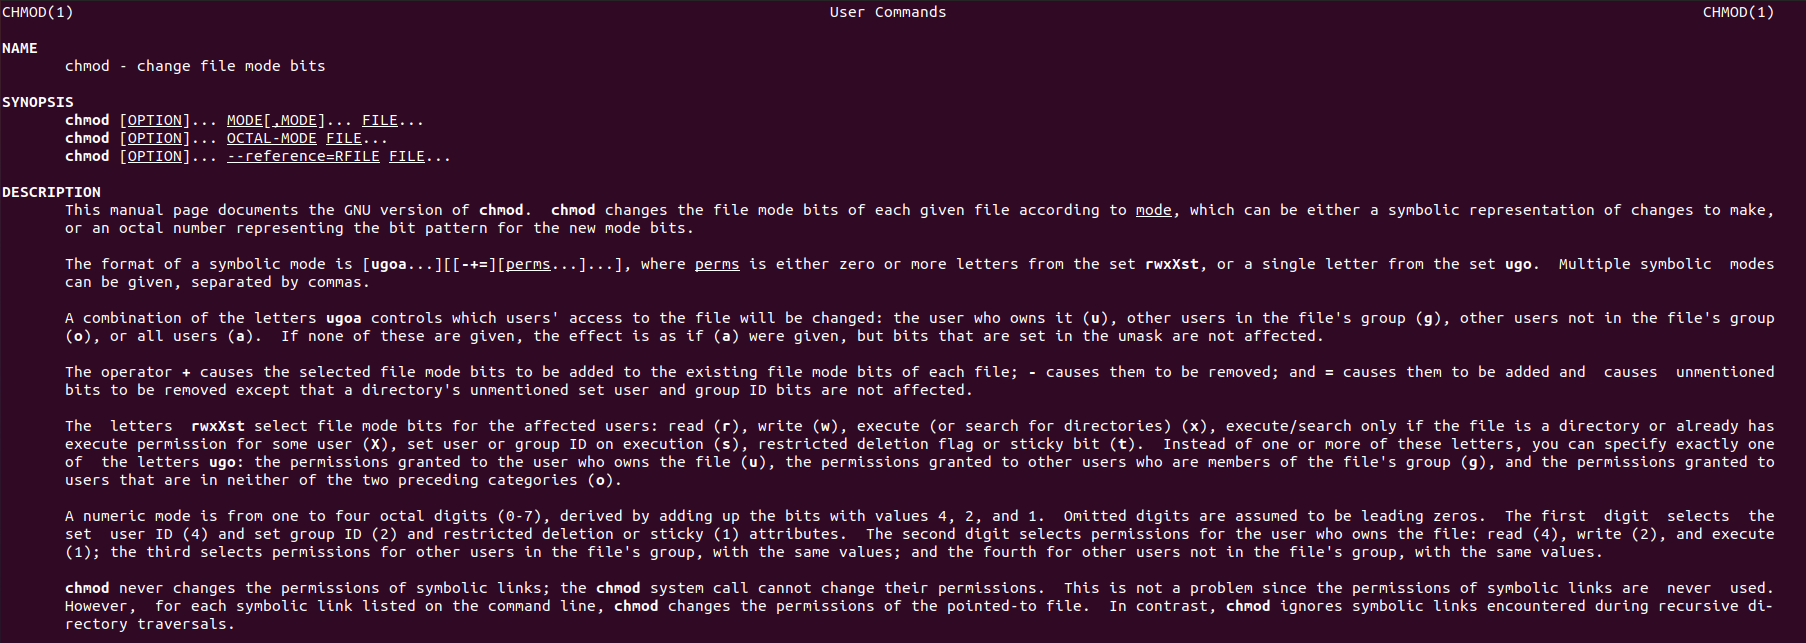 CHMOD(1) User Commands CHMOD(1)
NAME
chmod - change file mode bits
SYNOPSIS
chmod [OPTION]... MODE[,MODE]... FILE...
chmod [OPTION]... OCTAL-MODE FILE...
chmod [OPTION]... --reference=RFILE FILE...
DESCRIPTION
This manual page documents the GNU version of chmod.  chmod changes the file mode bits of each given file according to mode, which can be either a symbolic representation of changes to make,
or an octal number representing the bit pattern for the new mode bits.
The format of a symbolic mode is [ugoa...][[-+=][perms...]...], where perms is either zero or more letters from the set rwxXst, or a single letter from the set ugo.  Multiple symbolic  modes
can be given, separated by commas.
A combination of the letters ugoa controls which users' access to the file will be changed: the user who owns it (u), other users in the file's group (g), other users not in the file's group
(o), or all users (a).  If none of these are given, the effect is as if (a) were given, but bits that are set in the umask are not affected.
The operator + causes the selected file mode bits to be added to the existing file mode bits of each file; - causes them to be removed; and = causes them to be added and  causes  unmentioned
bits to be removed except that a directory's unmentioned set user and group ID bits are not affected.
The  letters  rwxXst select file mode bits for the affected users: read (r), write (w), execute (or search for directories) (x), execute/search only if the file is a directory or already has
execute permission for some user (X), set user or group ID on execution (s), restricted deletion flag or sticky bit (t).  Instead of one or more of these letters, you can specify exactly one
of  the letters ugo: the permissions granted to the user who owns the file (u), the permissions granted to other users who are members of the file's group (g), and the permissions granted to
users that are in neither of the two preceding categories (o).
A numeric mode is from one to four octal digits (0-7), derived by adding up the bits with values 4, 2, and 1.  Omitted digits are assumed to be leading zeros.  The first  digit  selects  the
set  user ID (4) and set group ID (2) and restricted deletion or sticky (1) attributes.  The second digit selects permissions for the user who owns the file: read (4), write (2), and execute
(1); the third selects permissions for other users in the file's group, with the same values; and the fourth for other users not in the file's group, with the same values.
chmod never changes the permissions of symbolic links; the chmod system call cannot change their permissions.  This is not a problem since the permissions of symbolic links are  never  used.
However,  for each symbolic link listed on the command line, chmod changes the permissions of the pointed-to file.  In contrast, chmod ignores symbolic links encountered during recursive di-
rectory traversals.